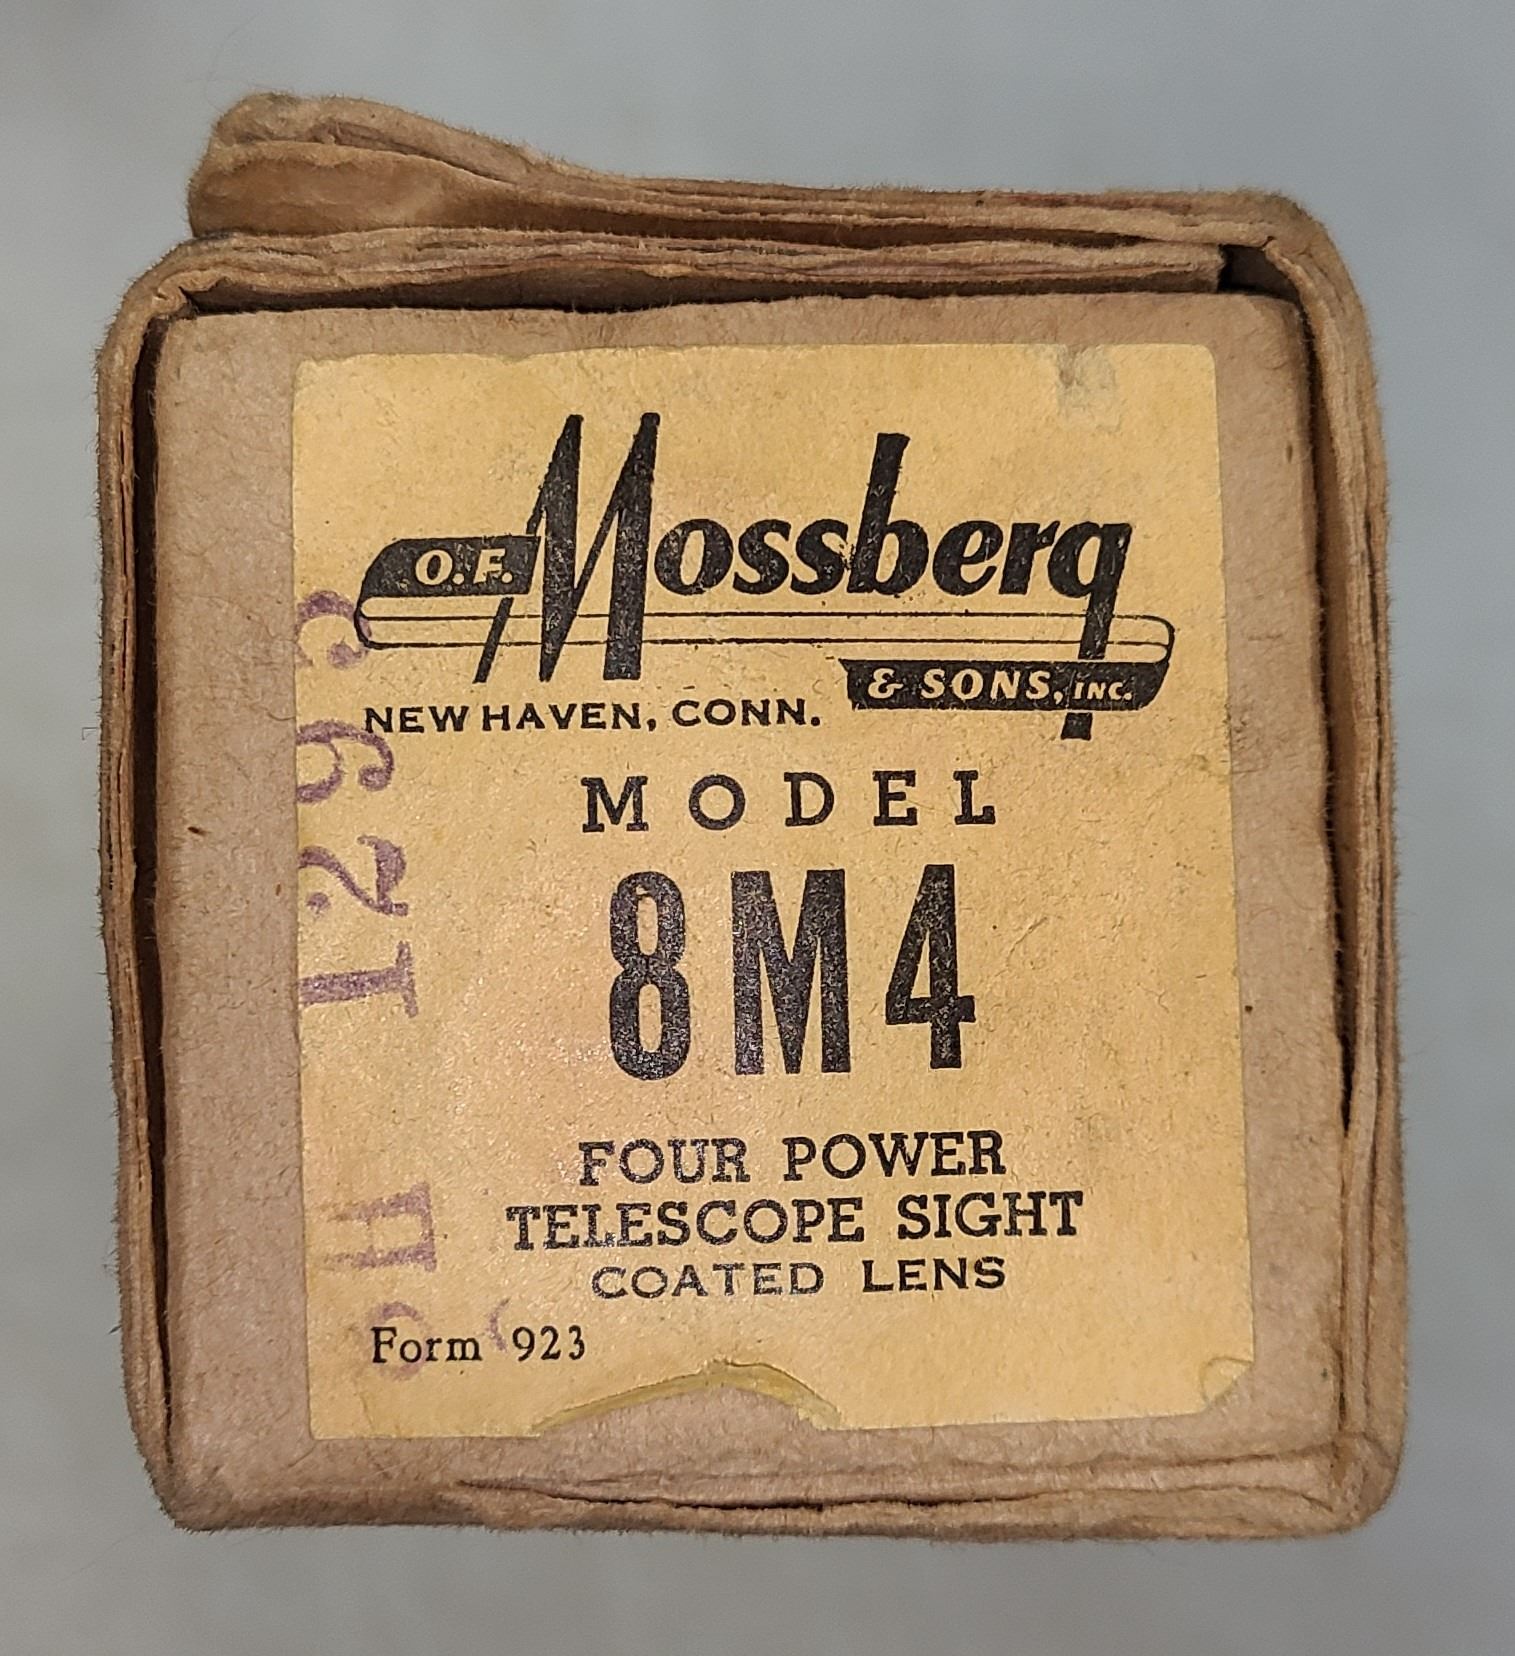 O.F. Mossberg
& SONS, INC.
NEW HAVEN, CONN.
MODEL
8M4
FOUR POWER
TELESCOPE SIGHT
COATED LENS
Form 923